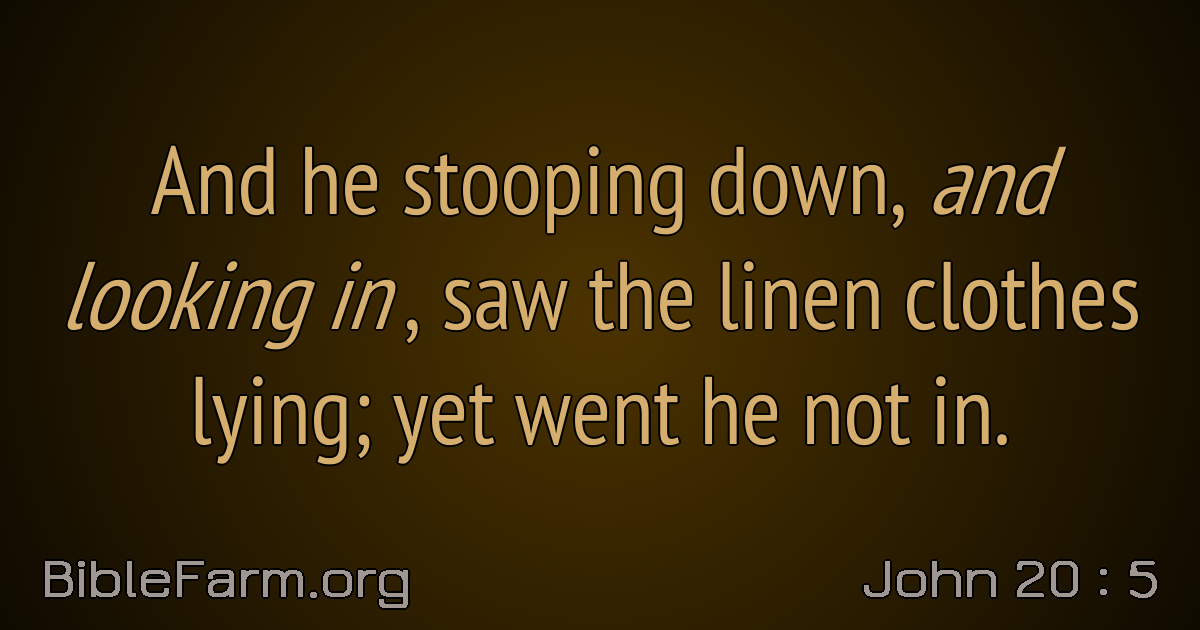 And he stooping down, and
looking in, saw the linen clothes
lying; yet went he not in.
BibleFarm.org
John 20 : 5